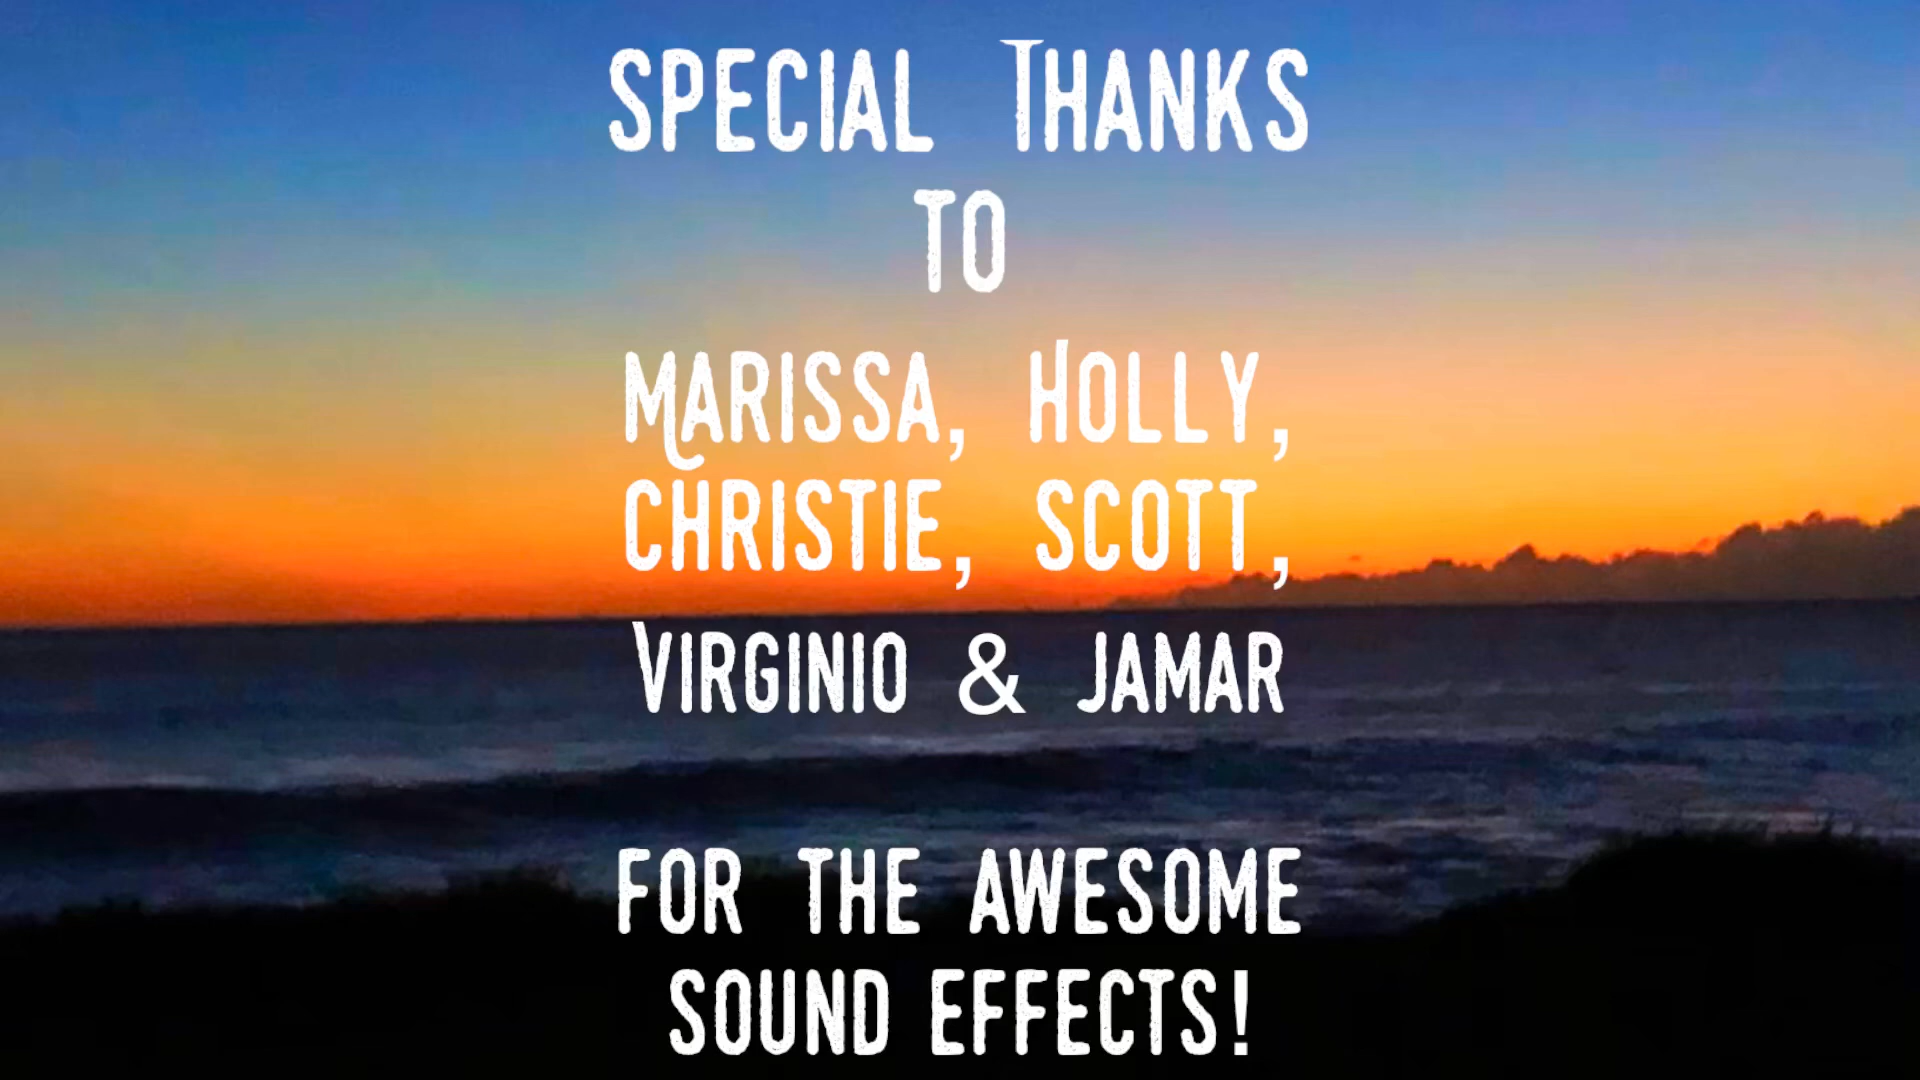 SPECIAL THANKS
TO
MARISSA, HOLLY,
CHRISTIE, SCOTT,
VIRGINIO & JAMAR
FOR THE AWESOME
SOUND EFFECTS!